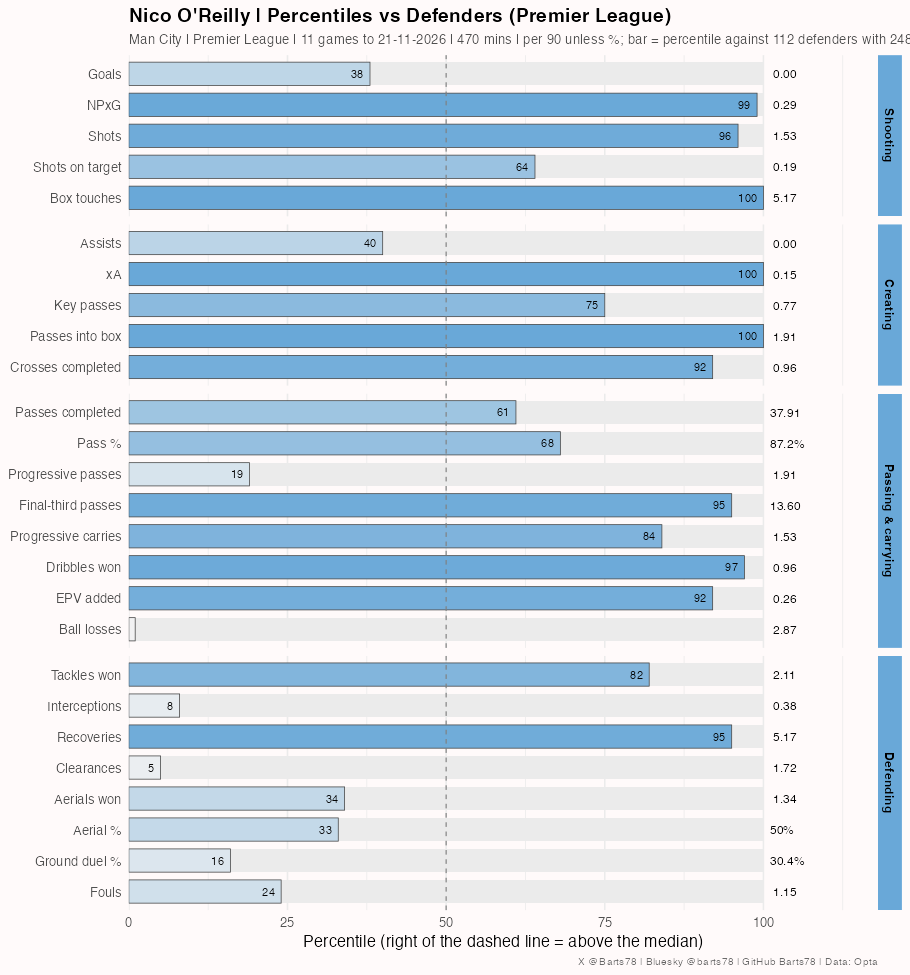 Nico O'Reilly | Percentiles vs Defenders (Premier League)
Man City | Premier League | 11 games to 21-11-2026 | 470 mins | per 90 unless %; bar = percentile against 112 defenders with 248
Shooting
Goals 38 0.00
NPxG 99 0.29
Shots 96 1.53
Shots on target 64 0.19
Box touches 100 5.17
Creating
Assists 40 0.00
xA 100 0.15
Key passes 75 0.77
Passes into box 100 1.91
Crosses completed 92 0.96
Passing & carrying
Passes completed 61 37.91
Pass % 68 87.2%
Progressive passes 19 1.91
Final-third passes 95 13.60
Progressive carries 84 1.53
Dribbles won 97 0.96
EPV added 92 0.26
Ball losses 2.87
Defending
Tackles won 82 2.11
Interceptions 8 0.38
Recoveries 95 5.17
Clearances 5 1.72
Aerials won 34 1.34
Aerial % 33 50%
Ground duel % 16 30.4%
Fouls 24 1.15
0 25 50 75 100
Percentile (right of the dashed line = above the median)
X @Barts78 | Bluesky @barts78 | GitHub Barts78 | Data: Opta